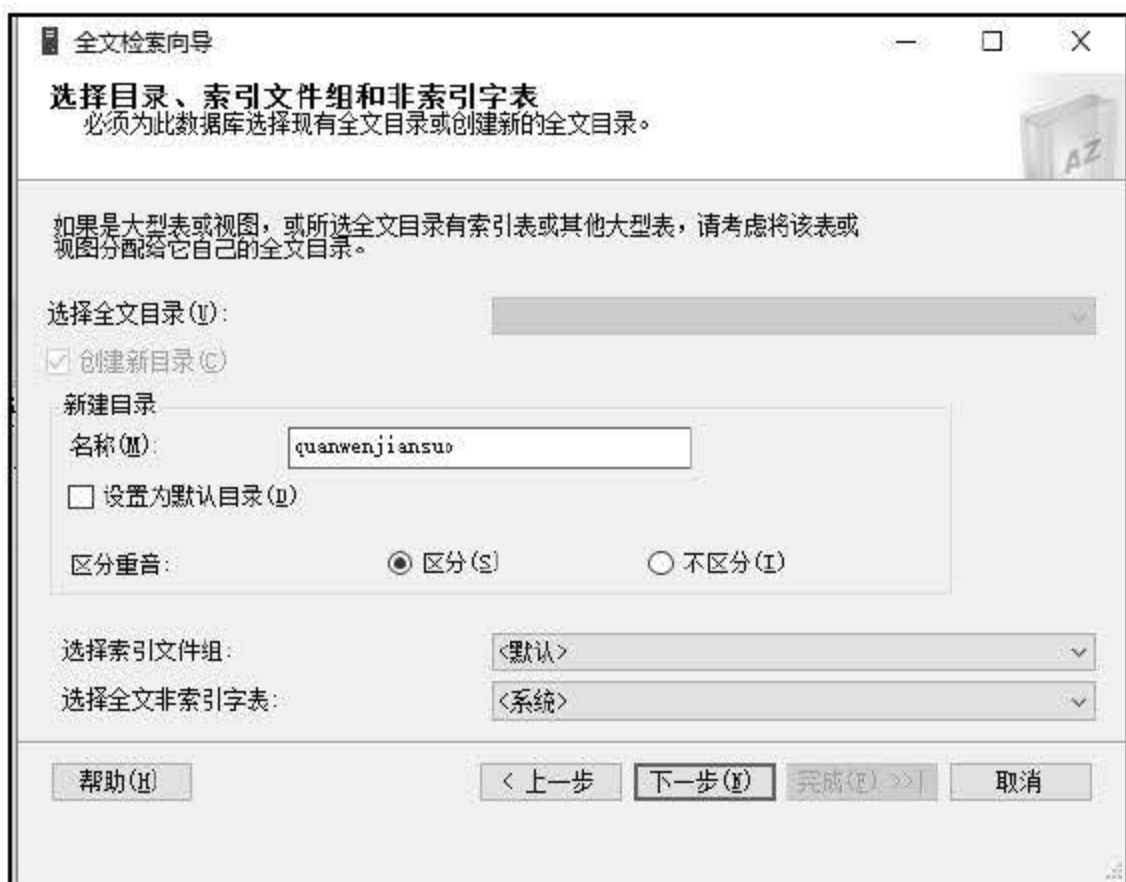 全文检索向导
选择目录、索引文件组和非索引字表
必须为此数据库选择现有全文目录或创建新的全文目录。
AZ
如果是大型表或视图，或所选全文目录有索引表或其他大型表，请考虑将该表或
视图分配给它自己的全文目录。
选择全文目录(V):
创建新目录(C)
新建目录
名称(M): quanwenjiansuo
设置为默认目录(D)
区分重音: 区分(S) 不区分(I)
选择索引文件组: <默认>
选择全文非索引字表: <系统>
帮助(H) < 上一步 下一步(N) 完成(F) >>| 取消